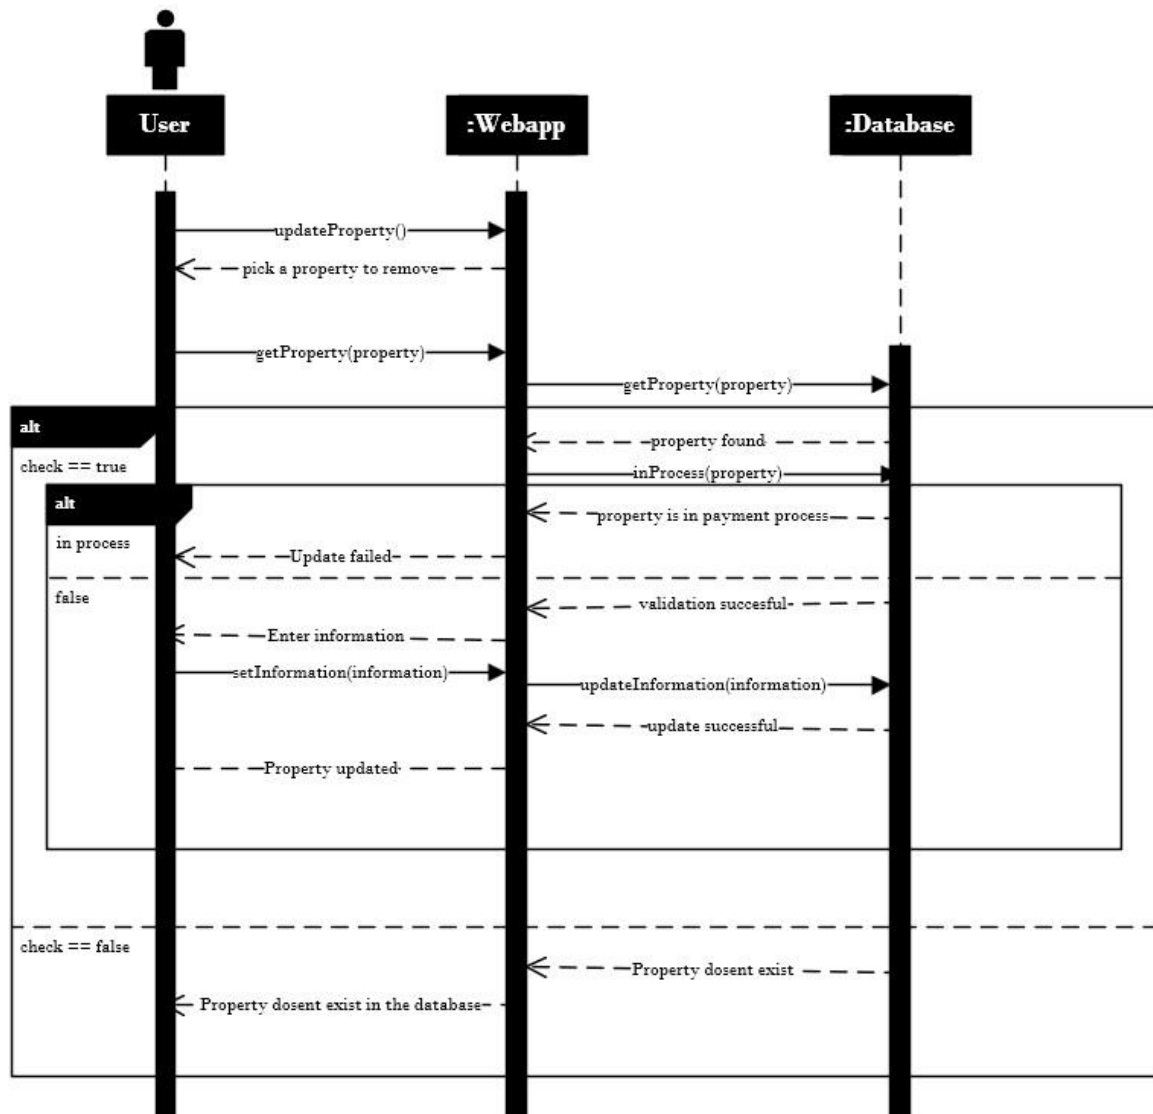 User
:Webapp
:Database
updateProperty()
pick a property to remove
getProperty(property)
getProperty(property)
alt
property found
check == true
inProcess(property)
alt
property is in payment process
in process
Update failed
false
validation succesful
Enter information
setInformation(information)
updateInformation(information)
update successful
Property updated
check == false
Property dosent exist
Property dosent exist in the database